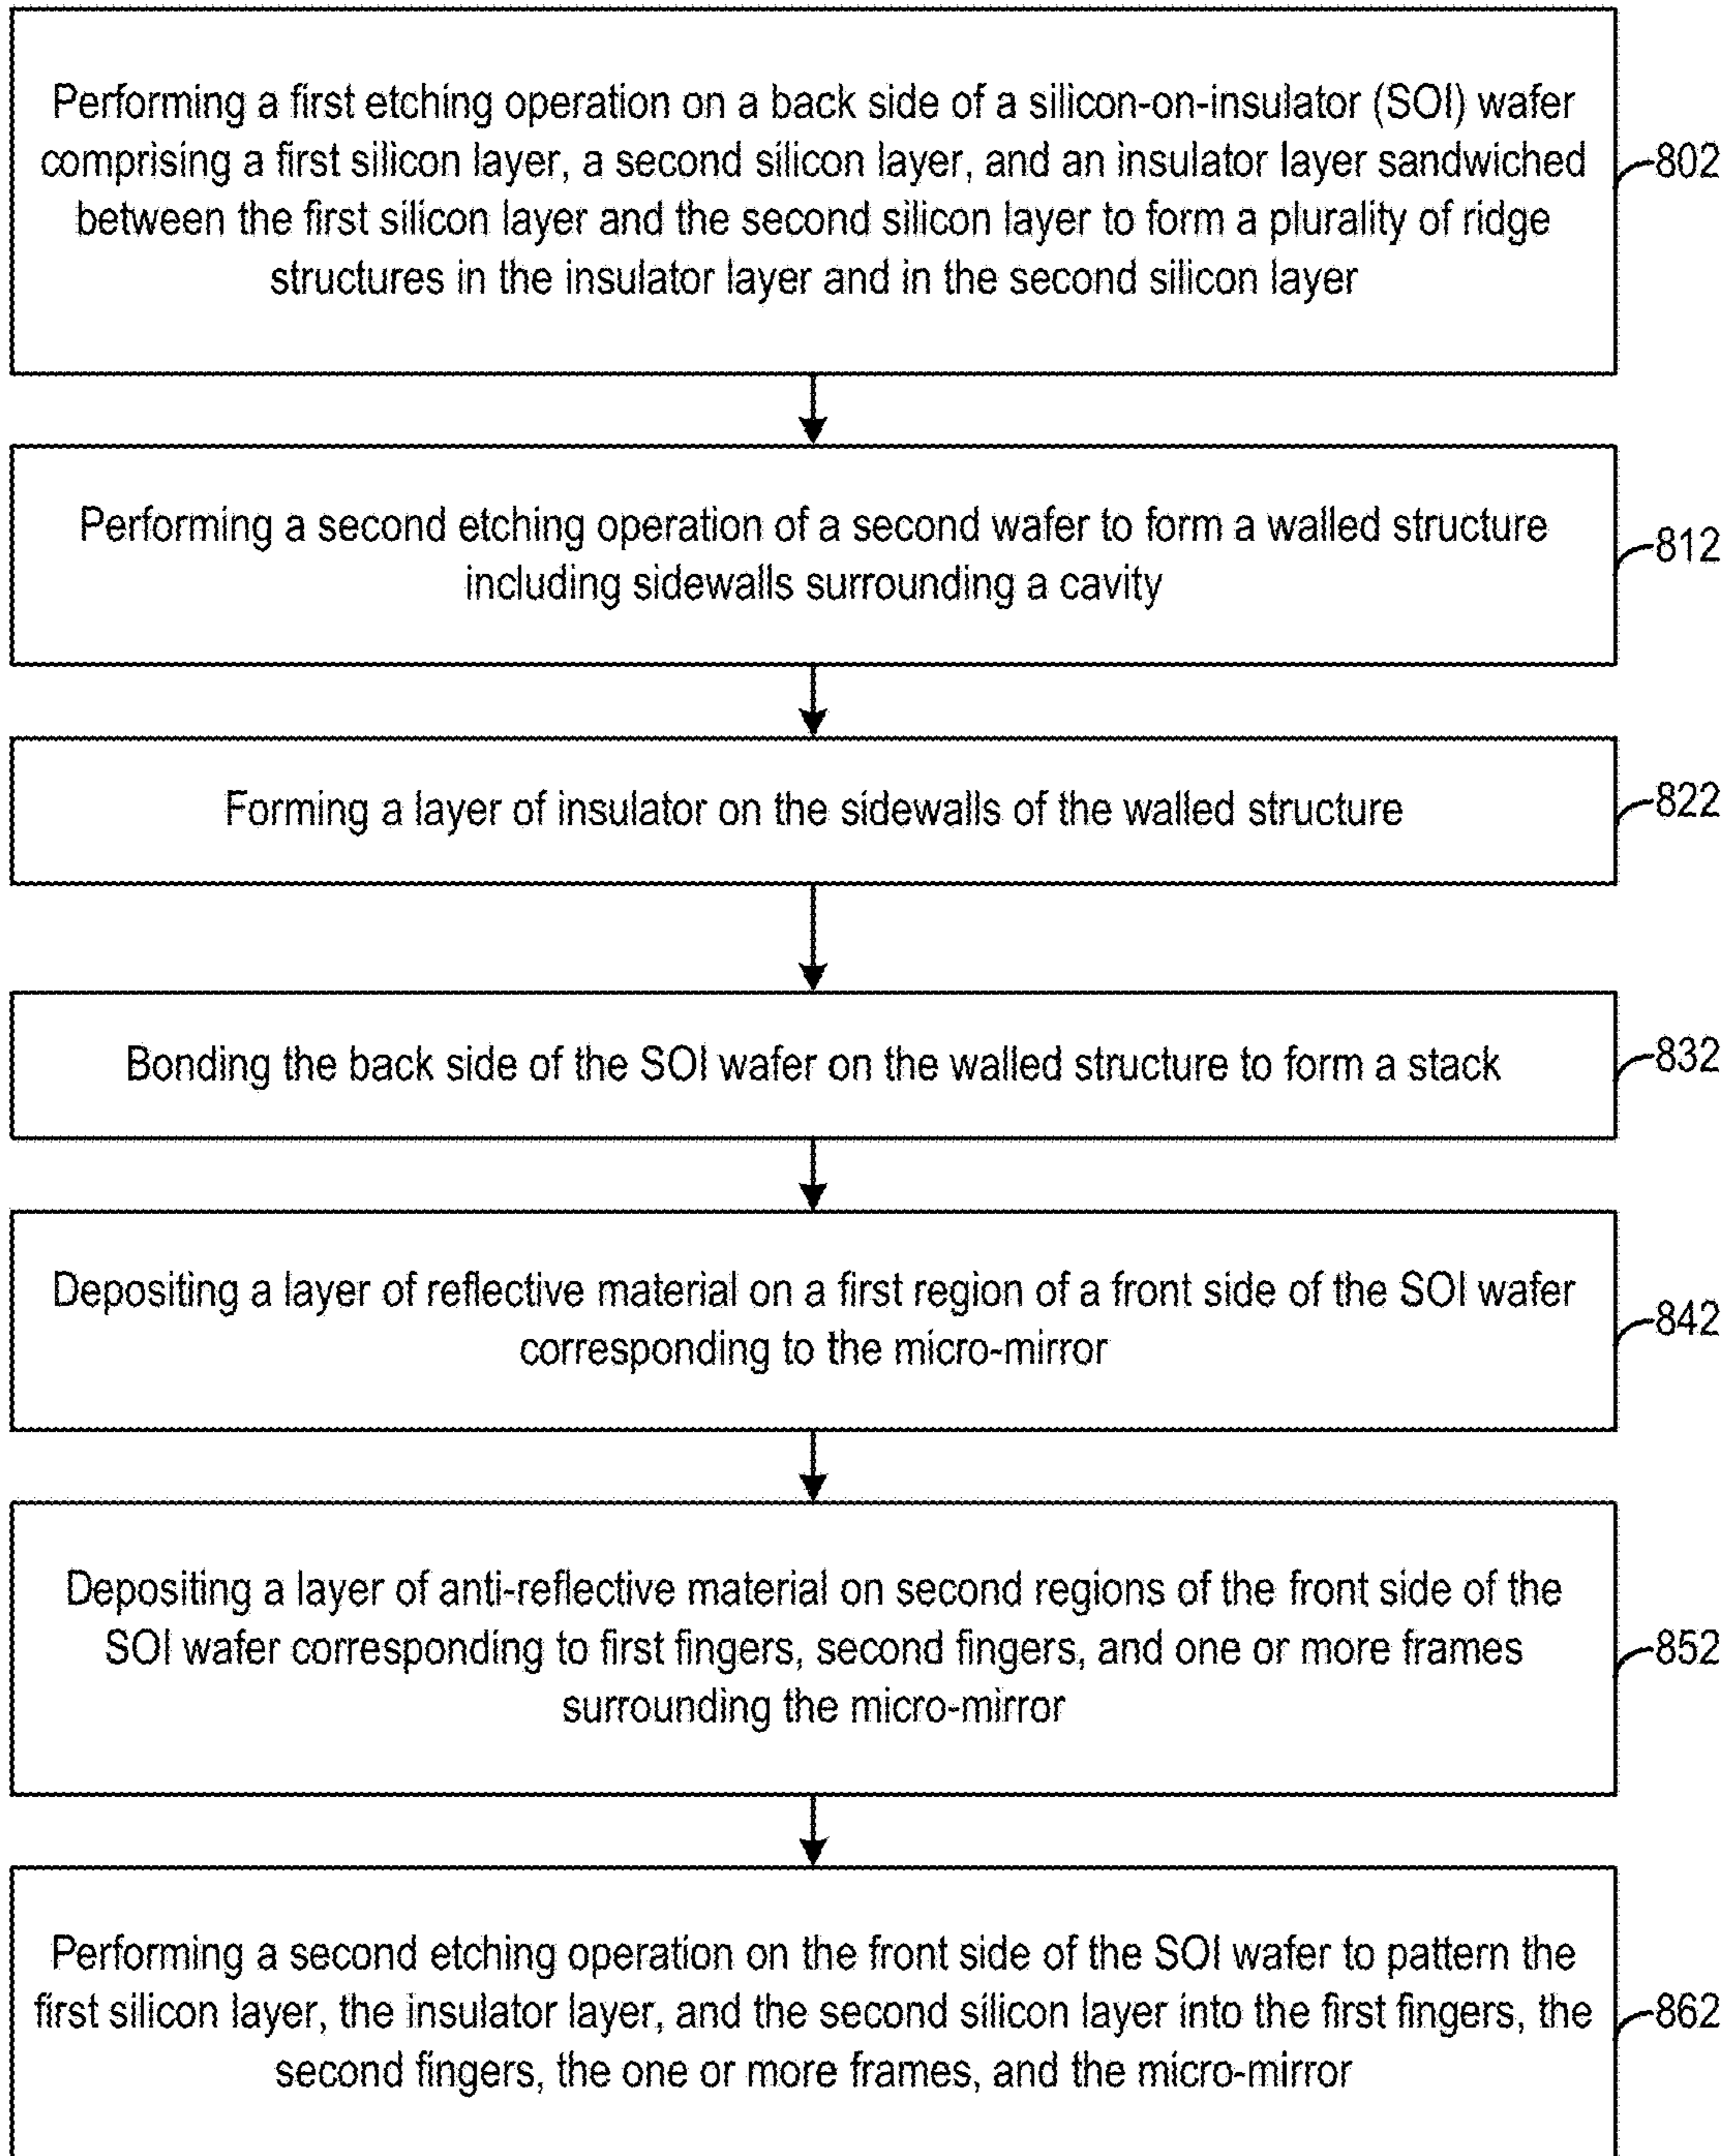 Performing a first etching operation on a back side of a silicon-on-insulator (SOI) wafer
comprising a first silicon layer, a second silicon layer, and an insulator layer sandwiched
between the first silicon layer and the second silicon layer to form a plurality of ridge
structures in the insulator layer and in the second silicon layer
802
Performing a second etching operation of a second wafer to form a walled structure
including sidewalls surrounding a cavity
812
Forming a layer of insulator on the sidewalls of the walled structure
822
Bonding the back side of the SOI wafer on the walled structure to form a stack
832
Depositing a layer of reflective material on a first region of a front side of the SOI wafer
corresponding to the micro-mirror
842
Depositing a layer of anti-reflective material on second regions of the front side of the
SOI wafer corresponding to first fingers, second fingers, and one or more frames
surrounding the micro-mirror
852
Performing a second etching operation on the front side of the SOI wafer to pattern the
first silicon layer, the insulator layer, and the second silicon layer into the first fingers, the
second fingers, the one or more frames, and the micro-mirror
862